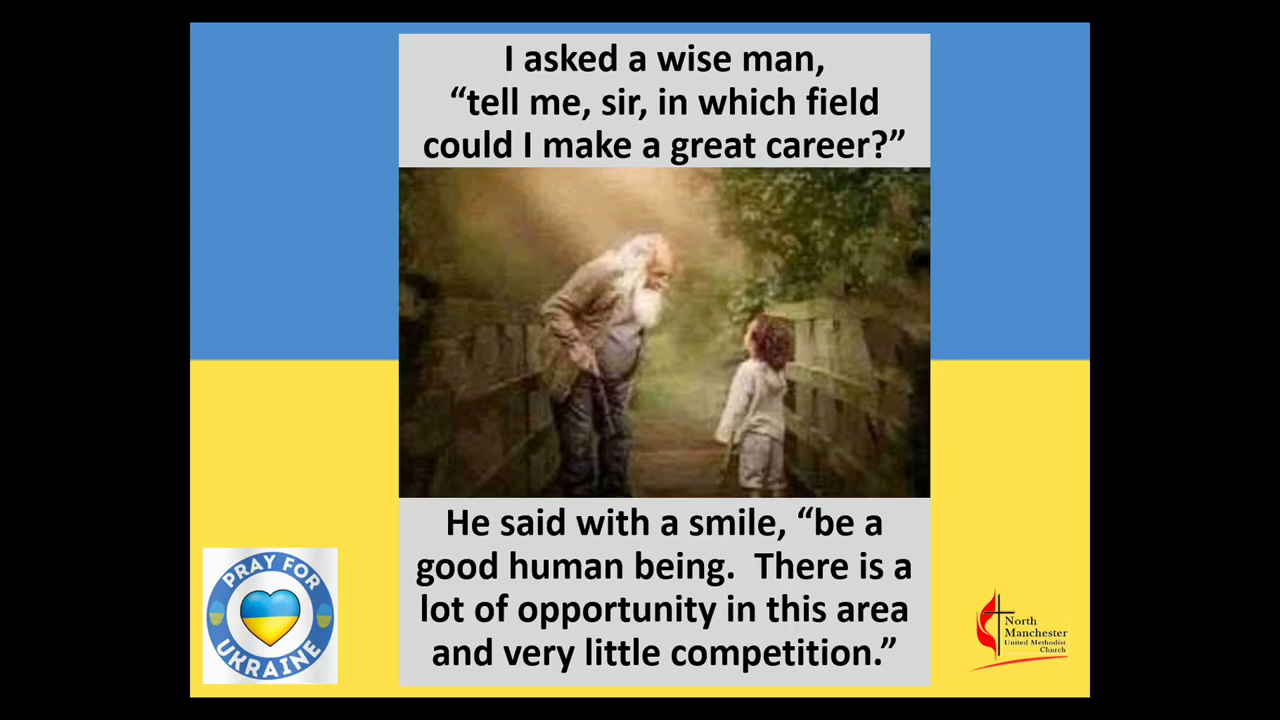 I asked a wise man,
“tell me, sir, in which field
could I make a great career?”
He said with a smile, “be a
good human being.  There is a
lot of opportunity in this area
and very little competition.”
PRAY FOR
UKRAINE
North
Manchester
United Methodist
Church